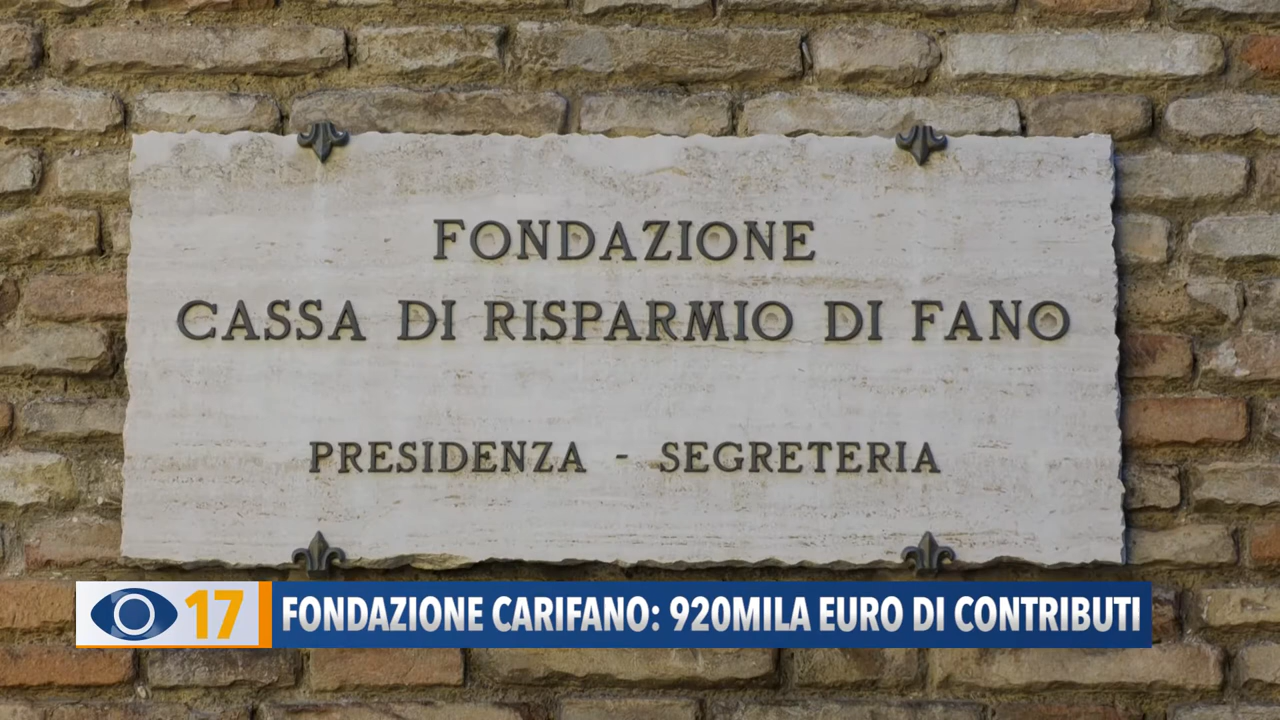 FONDAZIONE
CASSA DI RISPARMIO DI FANO
PRESIDENZA - SEGRETERIA
17 FONDAZIONE CARIFANO: 920MILA EURO DI CONTRIBUTI